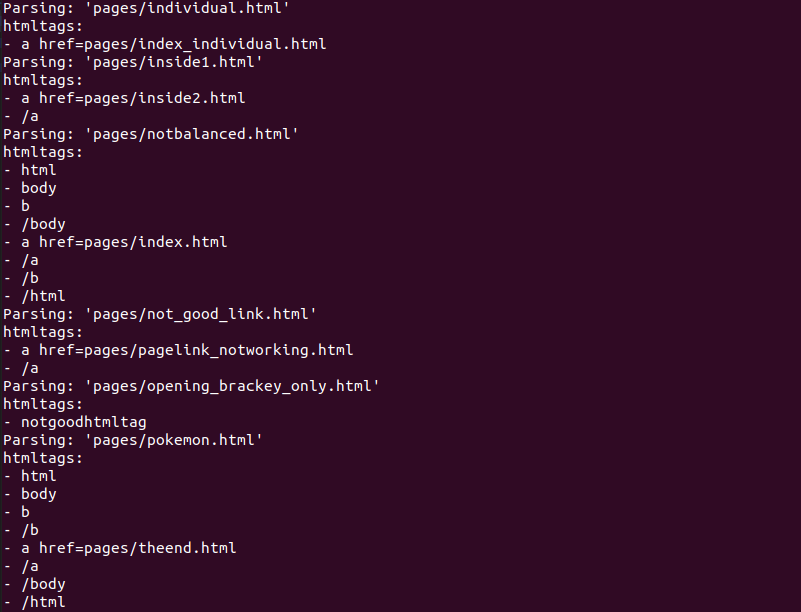 Parsing: 'pages/individual.html'
htmltags:
- a href=pages/index_individual.html
Parsing: 'pages/inside1.html'
htmltags:
- a href=pages/inside2.html
- /a
Parsing: 'pages/notbalanced.html'
htmltags:
- html
- body
- b
- /body
- a href=pages/index.html
- /a
- /b
- /html
Parsing: 'pages/not_good_link.html'
htmltags:
- a href=pages/pagelink_notworking.html
- /a
Parsing: 'pages/opening_brackey_only.html'
htmltags:
- notgoodhtmltag
Parsing: 'pages/pokemon.html'
htmltags:
- html
- body
- b
- /b
- a href=pages/theend.html
- /a
- /body
- /html